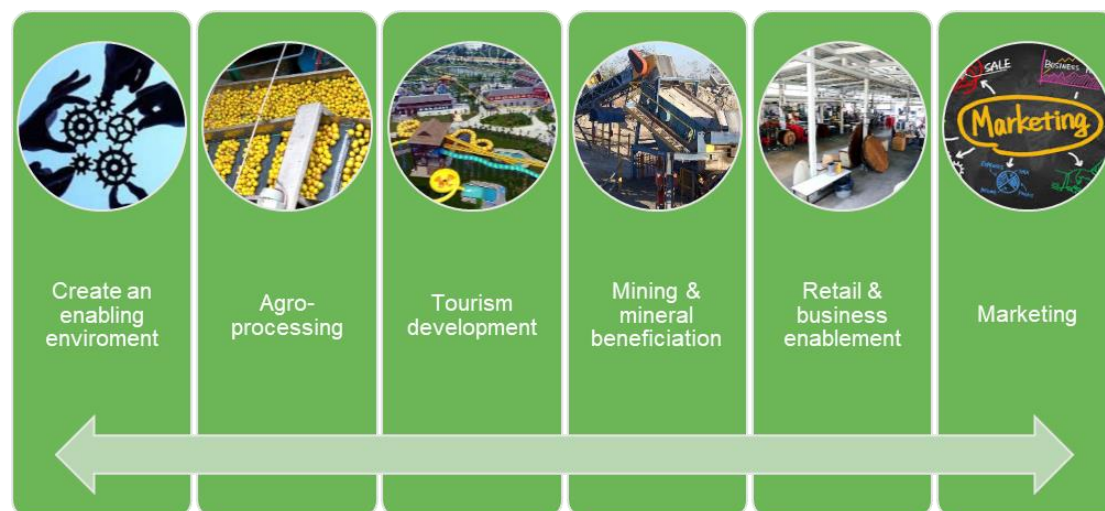 SALE
BUSINESS
Marketing
Create an
enabling
enviroment
Agro-
processing
Tourism
development
Mining &
mineral
beneficiation
Retail &
business
enablement
Marketing